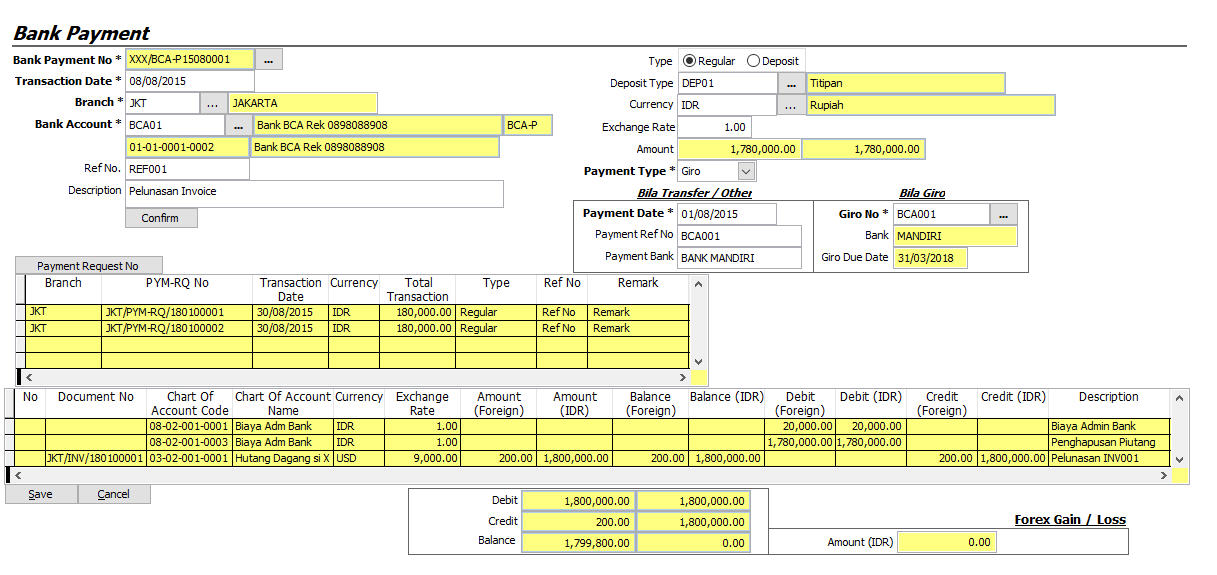 Bank Payment
Bank Payment No * XXX/BCA-P15080001 ...
Transaction Date * 08/08/2015
Branch * JKT ... JAKARTA
Bank Account * BCA01 ... Bank BCA Rek 0898088908 BCA-P
01-01-0001-0002 Bank BCA Rek 0898088908
Ref No. REF001
Description Pelunasan Invoice
Confirm
Type Regular Deposit
Deposit Type DEP01 ... Titipan
Currency IDR ... Rupiah
Exchange Rate 1.00
Amount 1,780,000.00 1,780,000.00
Payment Type * Giro
Bila Transfer / Other
Payment Date * 01/08/2015
Payment Ref No BCA001
Payment Bank BANK MANDIRI
Bila Giro
Giro No * BCA001 ...
Bank MANDIRI
Giro Due Date 31/03/2018
Payment Request No
Branch PYM-RQ No Transaction Date Currency Total Transaction Type Ref No Remark
JKT JKT/PYM-RQ/180100001 30/08/2015 IDR 180,000.00 Regular Ref No Remark
JKT JKT/PYM-RQ/180100002 30/08/2015 IDR 180,000.00 Regular Ref No Remark
No Document No Chart Of Account Code Chart Of Account Name Currency Exchange Rate Amount (Foreign) Amount (IDR) Balance (Foreign) Balance (IDR) Debit (Foreign) Debit (IDR) Credit (Foreign) Credit (IDR) Description
08-02-001-0001 Biaya Adm Bank IDR 1.00 20,000.00 20,000.00 Biaya Admin Bank
08-02-001-0003 Biaya Adm Bank IDR 1.00 1,780,000.00 1,780,000.00 Penghapusan Piutang
JKT/INV/180100001 03-02-001-0001 Hutang Dagang si X USD 9,000.00 200.00 1,800,000.00 200.00 1,800,000.00 200.00 1,800,000.00 Pelunasan INV001
Save Cancel
Debit 1,800,000.00 1,800,000.00
Credit 200.00 1,800,000.00
Balance 1,799,800.00 0.00
Forex Gain / Loss
Amount (IDR) 0.00